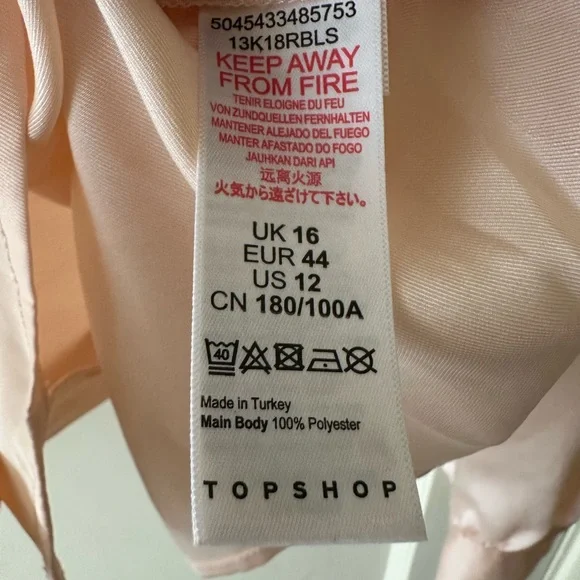 5045433485753
13K18RBLS
KEEP AWAY
FROM FIRE
TENIR ELOIGNE DU FEU
VON ZUNDQUELLEN FERNHALTEN
MANTENER ALEJADO DEL FUEGO
MANTER AFASTADO DO FOGO
JAUHKAN DARI API
远离火源
火気から遠ざけて下さい。
UK 16
EUR 44
US 12
CN 180/100A
40
Made in Turkey
Main Body 100% Polyester
TOPSHOP